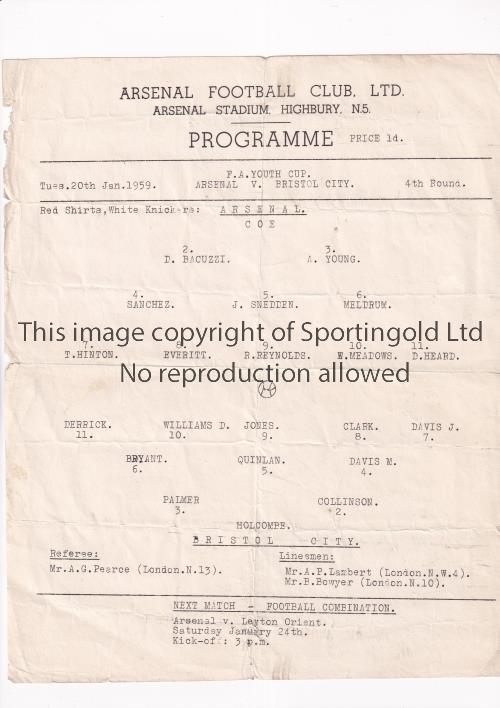 ARSENAL FOOTBALL CLUB, LTD.
ARSENAL STADIUM, HIGHBURY, N.5.
PROGRAMME PRICE 1d.
F.A.YOUTH CUP.
Tues.20th Jan.1959. ARSENAL V. BRISTOL CITY. 4th Round.
Red Shirts,White Knickers: ARSENAL.
COE
2. 3.
D. BACUZZI. A. YOUNG.
4. 5. 6.
SANCHEZ. J. SNEDDEN. MELDRUM.
This image copyright of Sportingold Ltd
7. 8. 9. 10. 11.
T.HINTON. EVERITT. R.REYNOLDS. W.MEADOWS. D.HEARD.
No reproduction allowed
DERRICK. WILLIAMS D. JONES. CLARK. DAVIS J.
11. 10. 9. 8. 7.
BRYANT. QUINLAN. DAVIS M.
6. 5. 4.
PALMER COLLINSON.
3. 2.
HOLCOMBE.
BRISTOL CITY.
Referee: Linesmen:
Mr.A.G.Pearce (London.N.13). Mr.A.P.Lambert (London.N.W.4).
Mr.B.Bowyer (London.N.10).
NEXT MATCH - FOOTBALL COMBINATION.
Arsenal v. Leyton Orient.
Saturday January 24th.
Kick-off: 3 p.m.